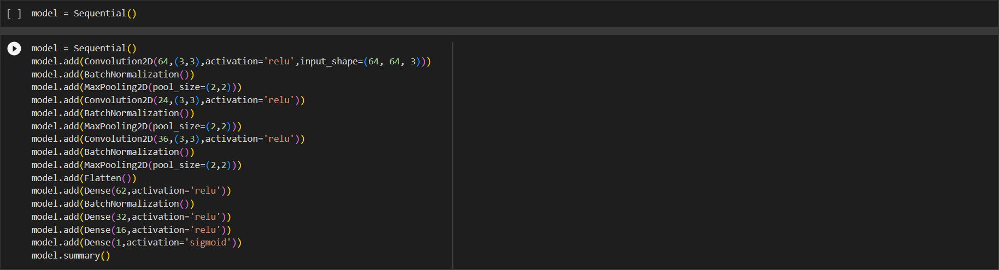 [ ] model = Sequential()
model = Sequential()
model.add(Convolution2D(64,(3,3),activation='relu',input_shape=(64, 64, 3)))
model.add(BatchNormalization())
model.add(MaxPooling2D(pool_size=(2,2)))
model.add(Convolution2D(24,(3,3),activation='relu'))
model.add(BatchNormalization())
model.add(MaxPooling2D(pool_size=(2,2)))
model.add(Convolution2D(36,(3,3),activation='relu'))
model.add(BatchNormalization())
model.add(MaxPooling2D(pool_size=(2,2)))
model.add(Flatten())
model.add(Dense(62,activation='relu'))
model.add(BatchNormalization())
model.add(Dense(32,activation='relu'))
model.add(Dense(16,activation='relu'))
model.add(Dense(1,activation='sigmoid'))
model.summary()